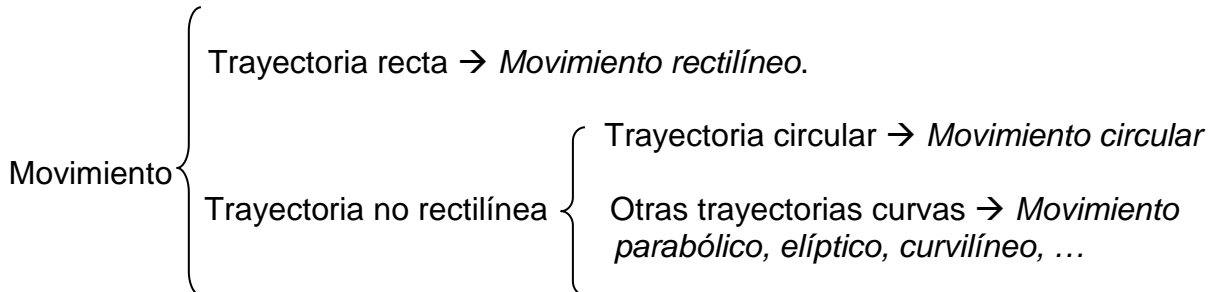 Trayectoria recta → Movimiento rectilíneo.
Movimiento
Trayectoria no rectilínea
Trayectoria circular → Movimiento circular
Otras trayectorias curvas → Movimiento
parabólico, elíptico, curvilíneo, …